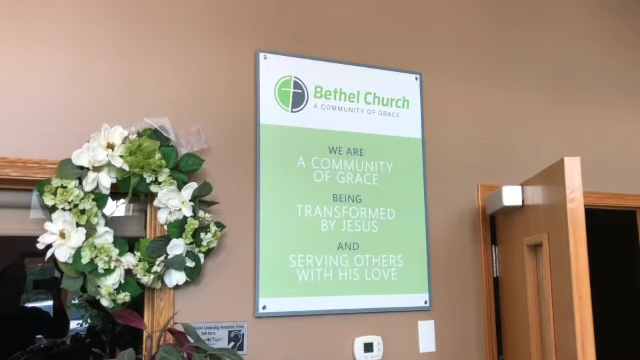 Bethel Church
A COMMUNITY OF GRACE
WE ARE
A COMMUNITY
OF GRACE
BEING
TRANSFORMED
BY JESUS
AND
SERVING OTHERS
WITH HIS LOVE